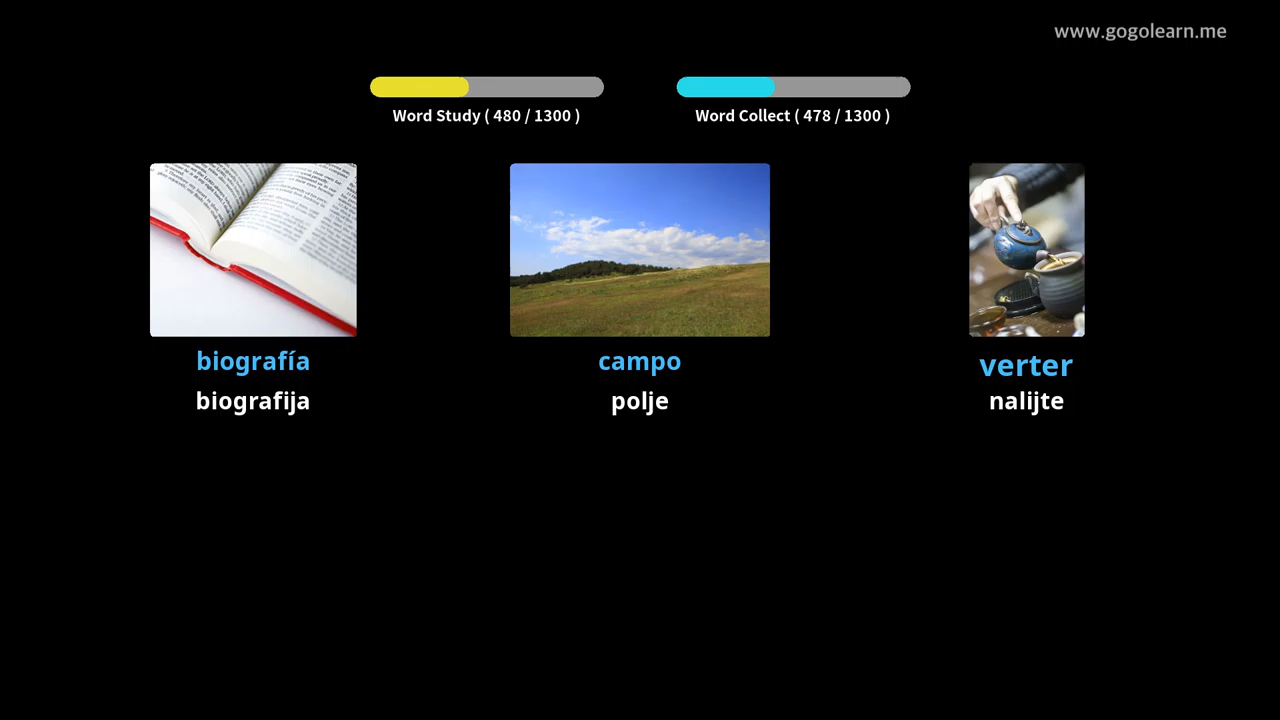 www.gogolearn.me
Word Study ( 480 / 1300 )
Word Collect ( 478 / 1300 )
biografía
biografija
campo
polje
verter
nalijte